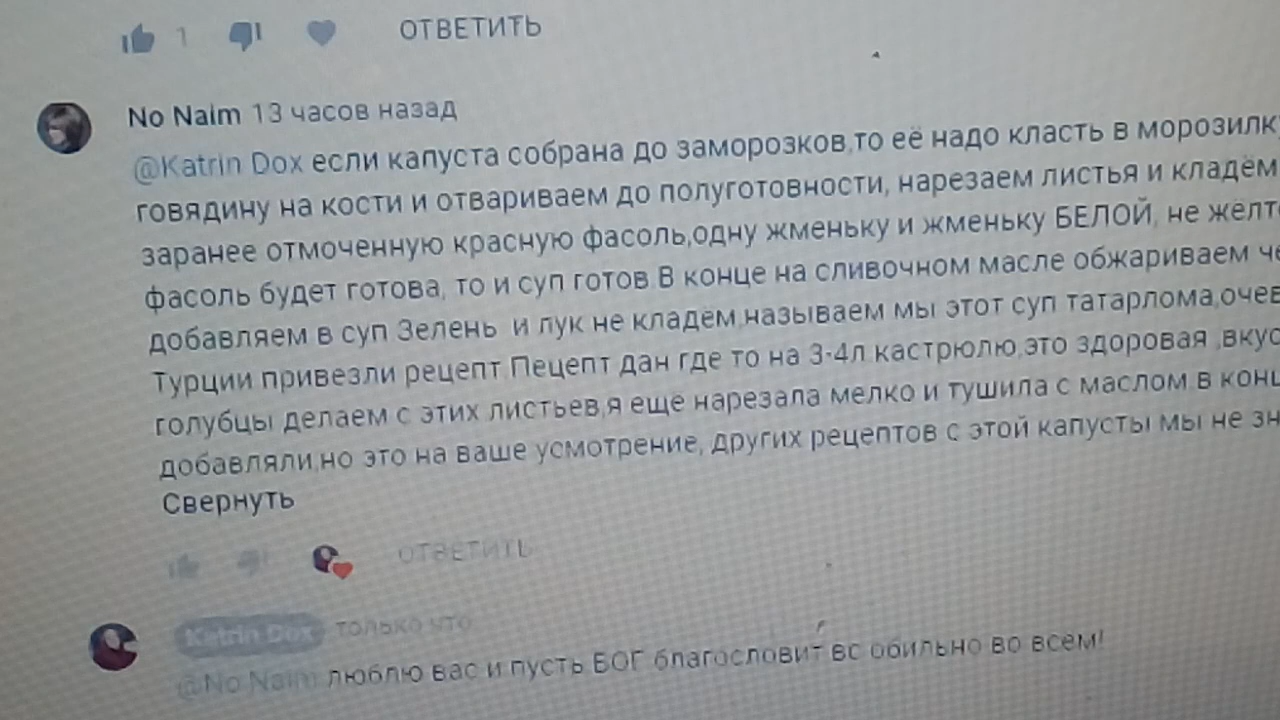 1 ОТВЕТИТЬ
No Naim 13 часов назад
@Katrin Dox если капуста собрана до заморозков,то её надо класть в морозилк
говядину на кости и отвариваем до полуготовности, нарезаем листья и кладём
заранее отмоченную красную фасоль,одну жменьку и жменьку БЕЛОЙ, не жёлт
фасоль будет готова, то и суп готов.В конце на сливочном масле обжариваем че
добавляем в суп Зелень и лук не кладём,называем мы этот суп татарлома,очев
Турции привезли рецепт.Пецепт дан где то на 3-4л кастрюлю,это здоровая ,вкус
голубцы делаем с этих листьев,я еще нарезала мелко и тушила с маслом в конц
добавляли,но это на ваше усмотрение, других рецептов с этой капусты мы не зн
Свернуть
ОТВЕТИТЬ
Katrin Dox только что
@No Naim люблю вас и пусть БОГ благословит вс обильно во всем!